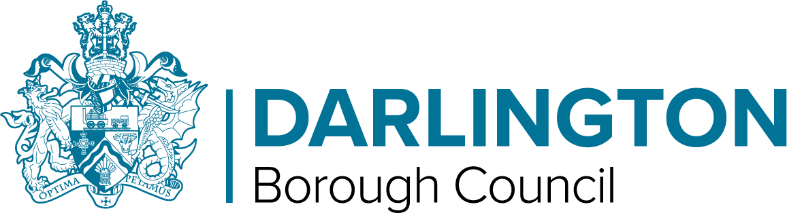 OPTIMA PETAMUS
DARLINGTON
Borough Council